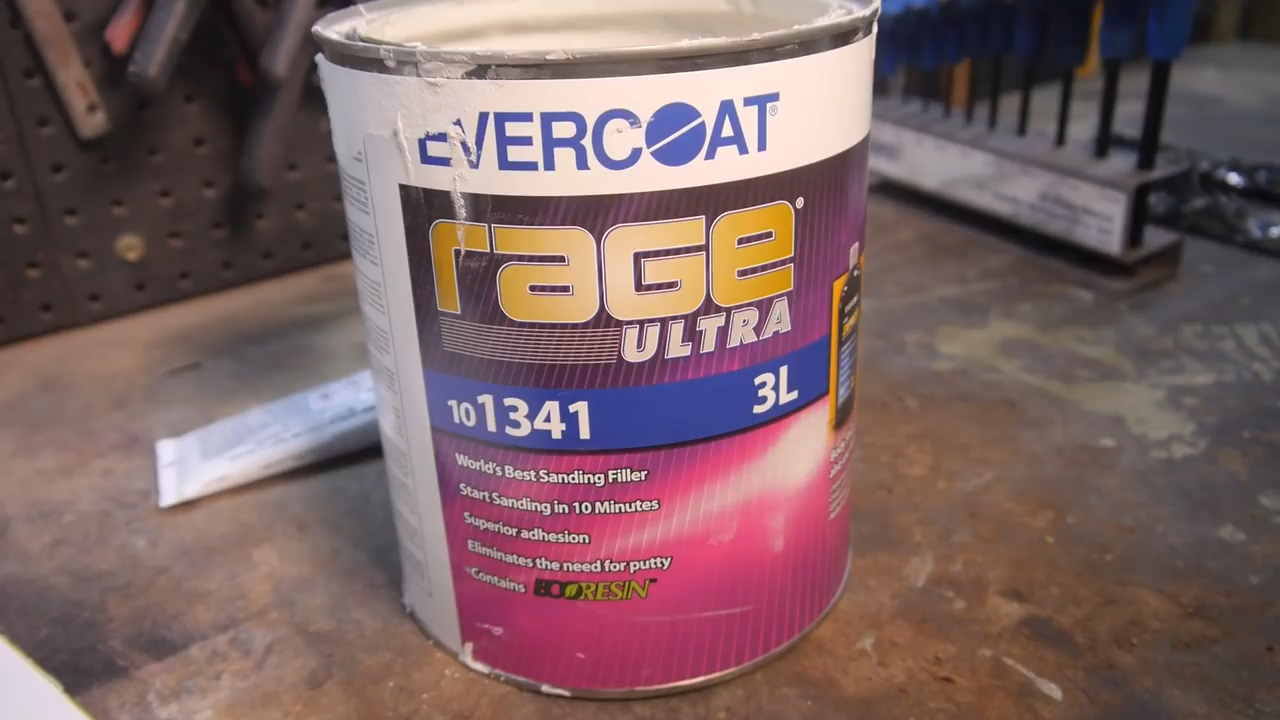 EVERCOAT®
rage®
ULTRA
101341 3L
World's Best Sanding Filler
Start Sanding in 10 Minutes
Superior adhesion
Eliminates the need for putty
*Contains ECORESIN™